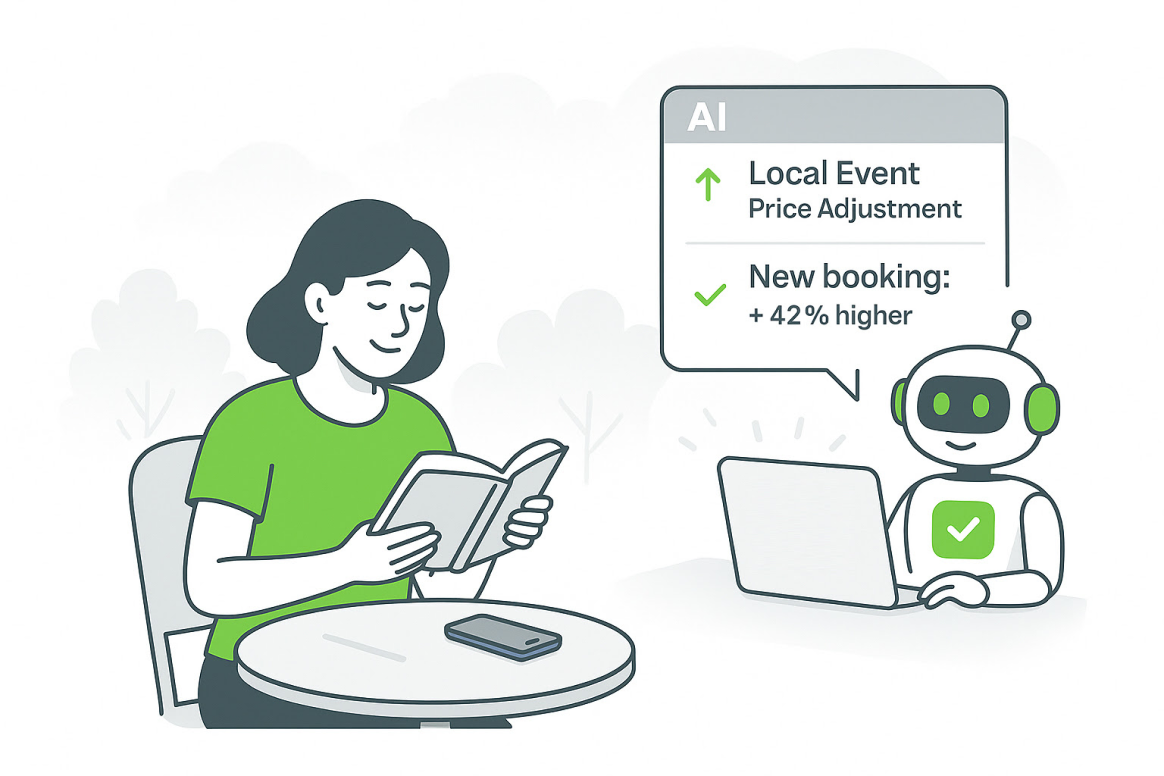 AI
Local Event
Price Adjustment
New booking:
+ 42% higher